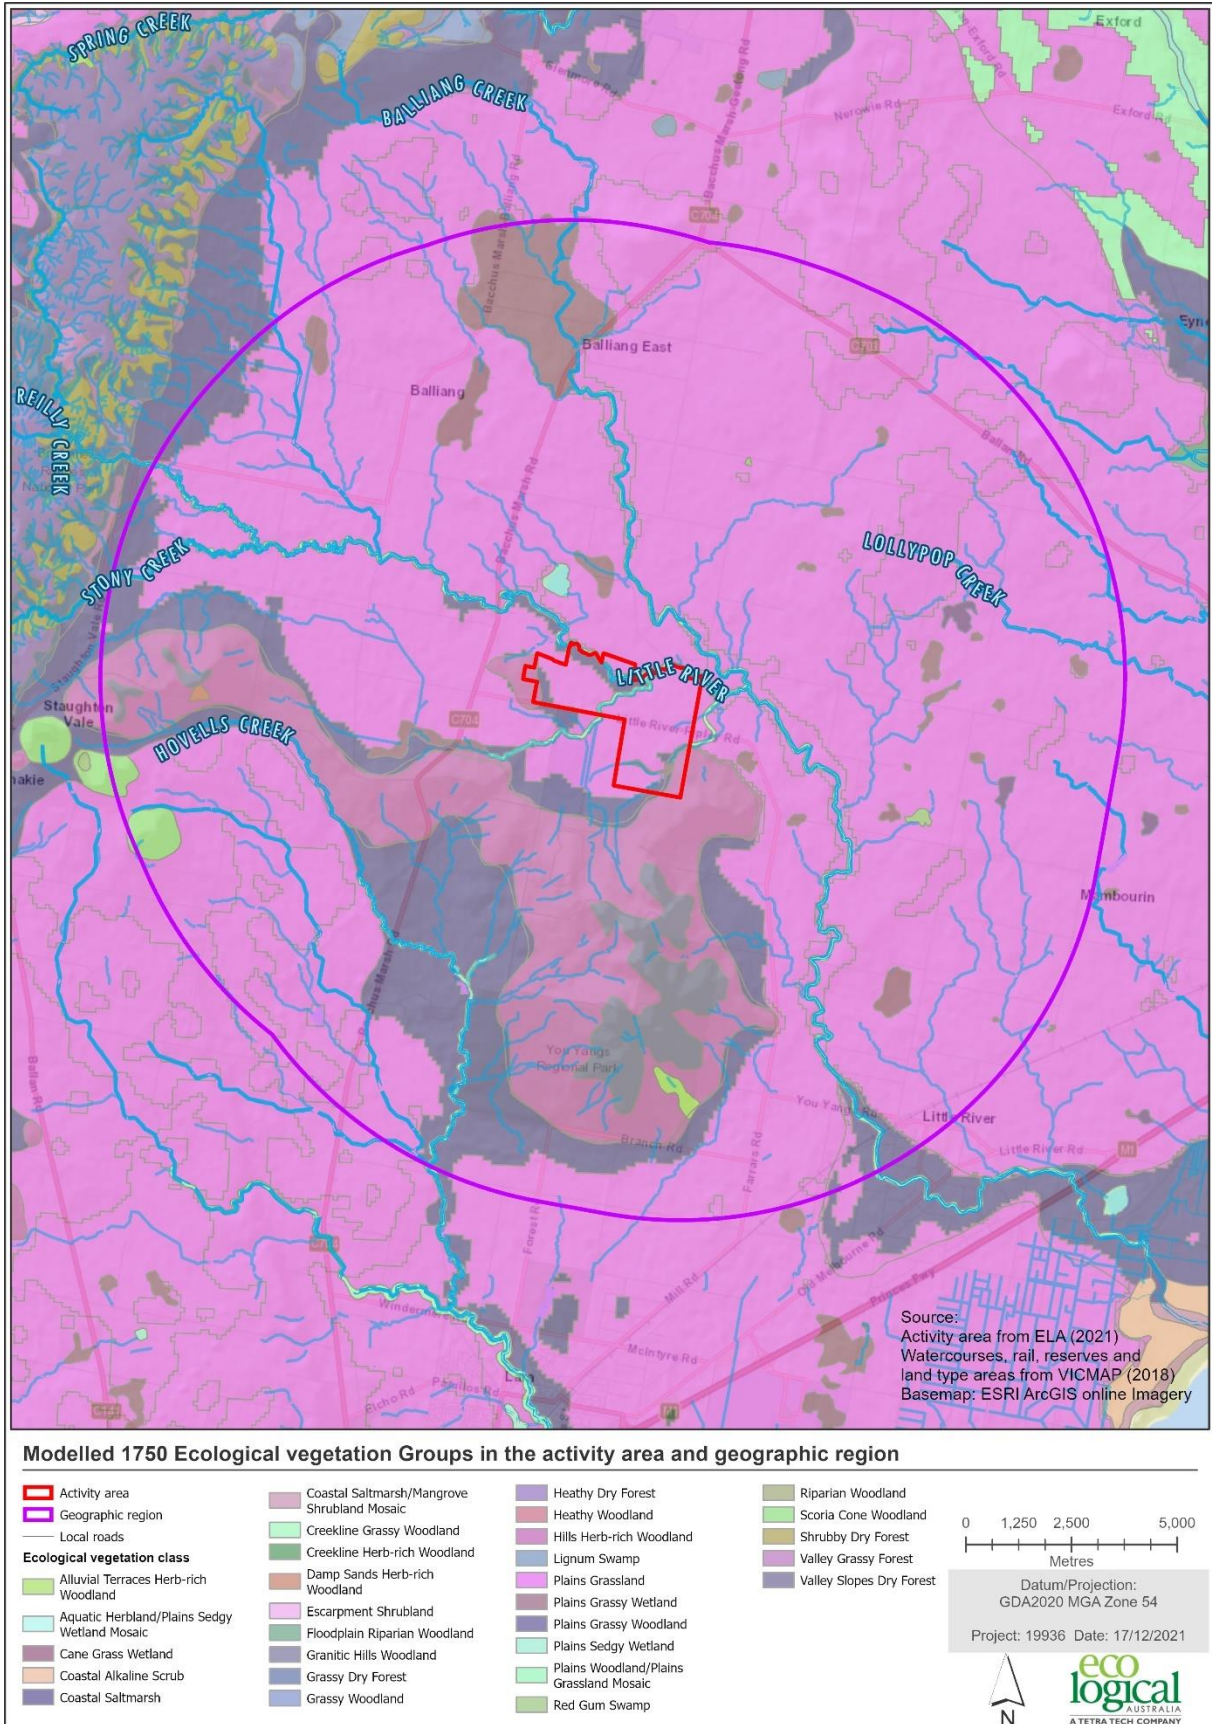 SPRING CREEK
Exford
BALLIANG CREEK
Glenmore Rd
Nerowie Rd
Exford Rd
Exford Rd
Bacchus Marsh-Geelong Rd
Bacchus Marsh Balliang Rd
C704
Balliang East
C703
Balliang
Ballan Rd
REILLY CREEK
Bacchus Marsh Rd
LOLLYPOP CREEK
STONY CREEK
Staughton Vale Rd
LITTLE RIVER
Staughton
Vale
HOVELLS CREEK
C704
Mambourin
You Yangs
Regional Park
Ballan Rd
You Yangs Rd
Little River
Branch Rd
Farrars Rd
Little River Rd
M1
Forest Rd
Old Melbourne Rd
Mill Rd
Princes Fwy
McIntyre Rd
Elcho Rd
Source:
Activity area from ELA (2021)
Watercourses, rail, reserves and
land type areas from VICMAP (2018)
Basemap: ESRI ArcGIS online Imagery
Modelled 1750 Ecological vegetation Groups in the activity area and geographic region
Activity area
Geographic region
Local roads
Ecological vegetation class
Alluvial Terraces Herb-rich
Woodland
Aquatic Herbland/Plains Sedgy
Wetland Mosaic
Cane Grass Wetland
Coastal Alkaline Scrub
Coastal Saltmarsh
Coastal Saltmarsh/Mangrove
Shrubland Mosaic
Creekline Grassy Woodland
Creekline Herb-rich Woodland
Damp Sands Herb-rich
Woodland
Escarpment Shrubland
Floodplain Riparian Woodland
Granitic Hills Woodland
Grassy Dry Forest
Grassy Woodland
Heathy Dry Forest
Heathy Woodland
Hills Herb-rich Woodland
Lignum Swamp
Plains Grassland
Plains Grassy Wetland
Plains Grassy Woodland
Plains Sedgy Wetland
Plains Woodland/Plains
Grassland Mosaic
Red Gum Swamp
Riparian Woodland
Scoria Cone Woodland
Shrubby Dry Forest
Valley Grassy Forest
Valley Slopes Dry Forest
0 1,250 2,500 5,000
Metres
Datum/Projection:
GDA2020 MGA Zone 54
Project: 19936 Date: 17/12/2021
N
eco
logical
AUSTRALIA
A TETRA TECH COMPANY